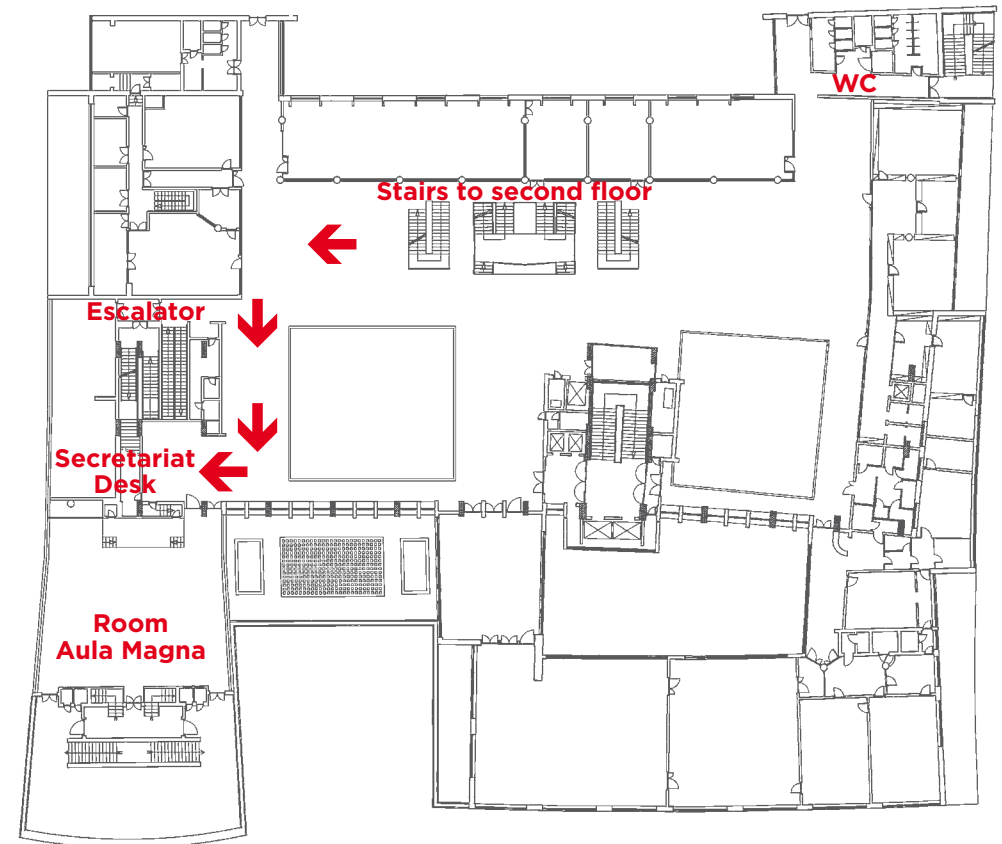 WC
Stairs to second floor
Escalator
Secretariat
Desk
Room
Aula Magna